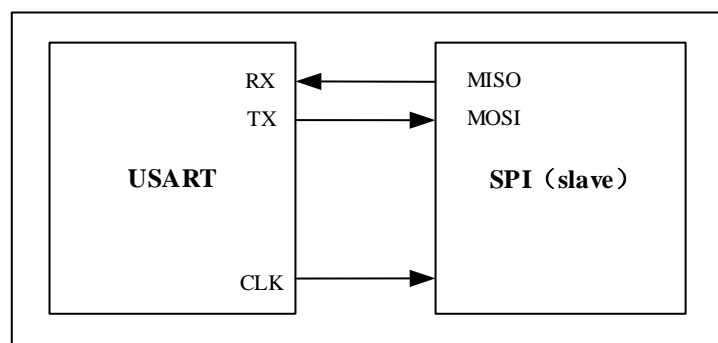 RX
MISO
TX
MOSI
USART
SPI（slave）
CLK